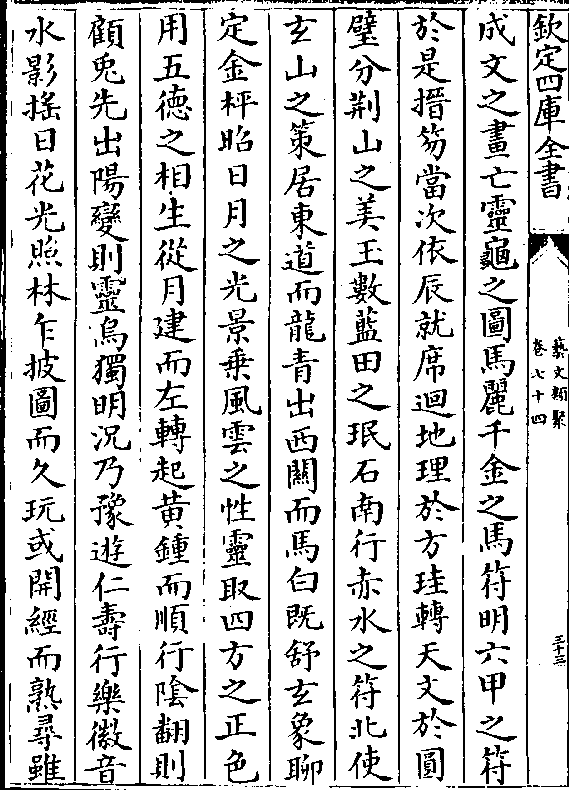 欽定四庫全書
藝文類聚
卷七十四
三十三
成文之畫亡靈龜之圖馬麗千金之馬符明六甲之符
於是搢笏當次依辰就席迴地理於方珪轉天文於圓
璧分荆山之美玉數藍田之珉石南行赤水之符北使
玄山之策居東道而龍青出西關而馬白既舒玄象聊
定金枰昭日月之光景乗風雲之性靈取四方之正色
用五徳之相生從月建而左轉起黄鍾而順行隂翻則
顧兎先出陽變則靈烏獨明况乃豫遊仁壽行樂徽音
水影揺日花光照林乍披圖而久玩或開經而熟尋雖